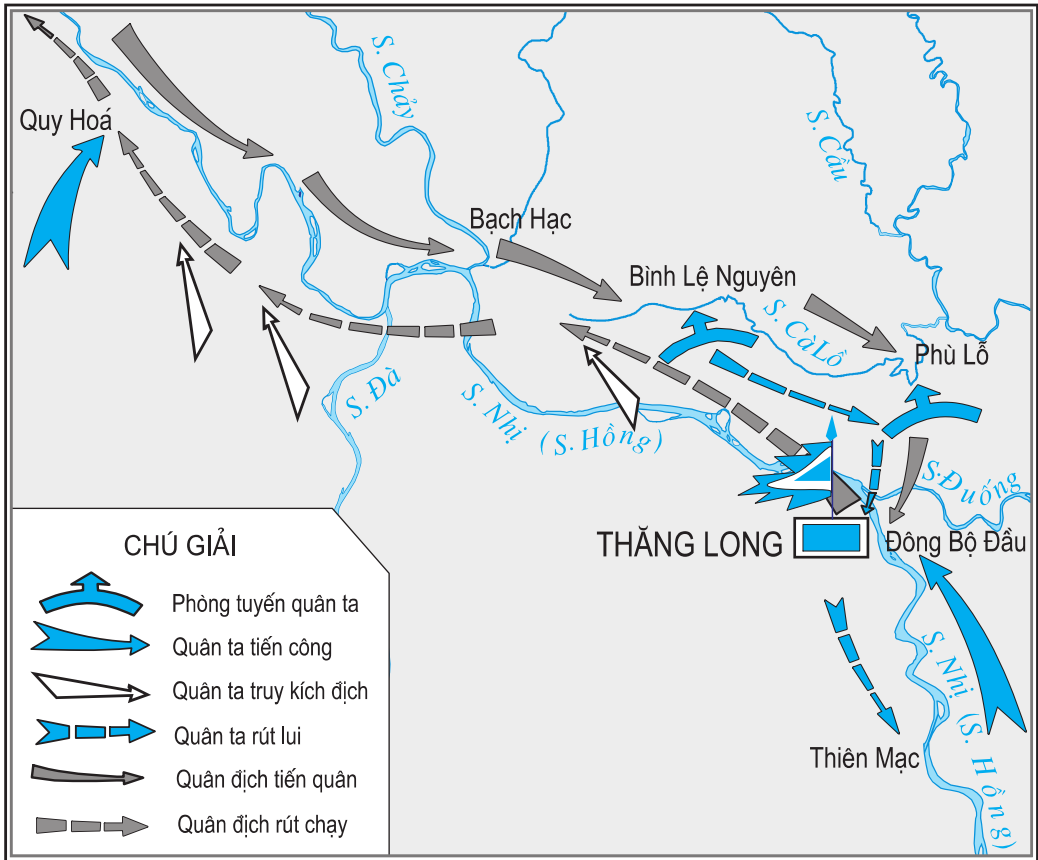 S. Chảy
Quy Hoá
S. Cầu
Bạch Hạc
Bình Lệ Nguyên
S. Cà Lồ
Phù Lỗ
S. Đà
S. Nhị (S. Hồng)
S. Đuống
THĂNG LONG
Đông Bộ Đầu
S. Nhị (S. Hồng)
Thiên Mạc
CHÚ GIẢI
Phòng tuyến quân ta
Quân ta tiến công
Quân ta truy kích địch
Quân ta rút lui
Quân địch tiến quân
Quân địch rút chạy